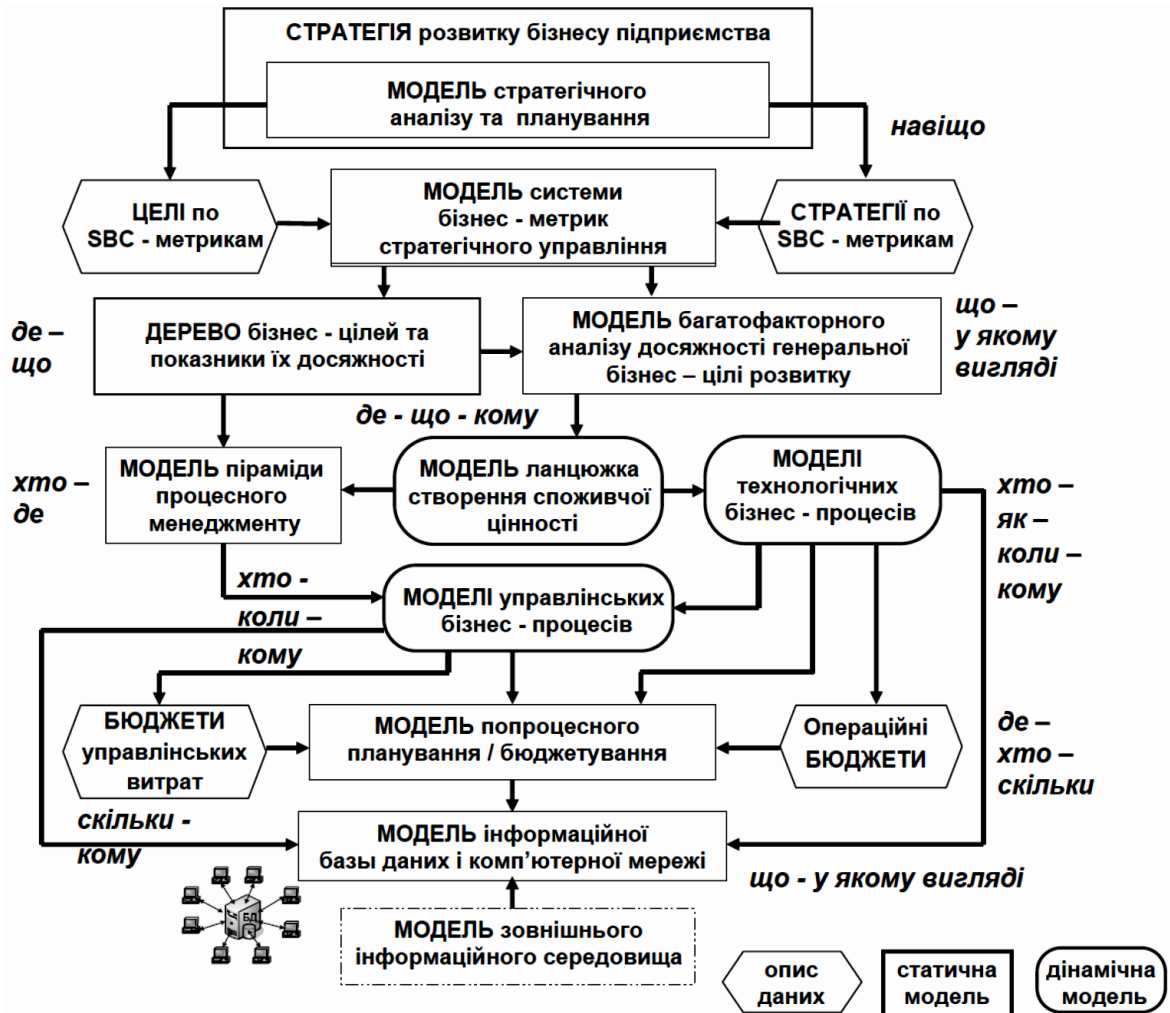 СТРАТЕГІЯ розвитку бізнесу підприємства
МОДЕЛЬ стратегічного
аналізу та планування
навіщо
ЦЕЛІ по
SBC - метрикам
МОДЕЛЬ системи
бізнес - метрик
стратегічного управління
СТРАТЕГІЇ по
SBC - метрикам
де –
що
ДЕРЕВО бізнес - цілей та
показники їх досяжності
МОДЕЛЬ багатофакторного
аналізу досяжності генеральної
бізнес – цілі розвитку
що –
у якому
вигляді
де - що - кому
хто –
де
МОДЕЛЬ піраміди
процесного
менеджменту
МОДЕЛЬ ланцюжка
створення споживчої
цінності
МОДЕЛІ
технологічних
бізнес - процесів
хто –
як –
коли –
кому
хто -
коли –
кому
МОДЕЛІ управлінських
бізнес - процесів
БЮДЖЕТИ
управлінських
витрат
МОДЕЛЬ попроцесного
планування / бюджетування
Операційні
БЮДЖЕТИ
де –
хто –
скільки
скільки -
кому
МОДЕЛЬ інформаційної
базы даних і комп’ютерної мережі
що - у якому вигляді
БД
МОДЕЛЬ зовнішнього
інформаційного середовища
опис
даних
статична
модель
дінамічна
модель